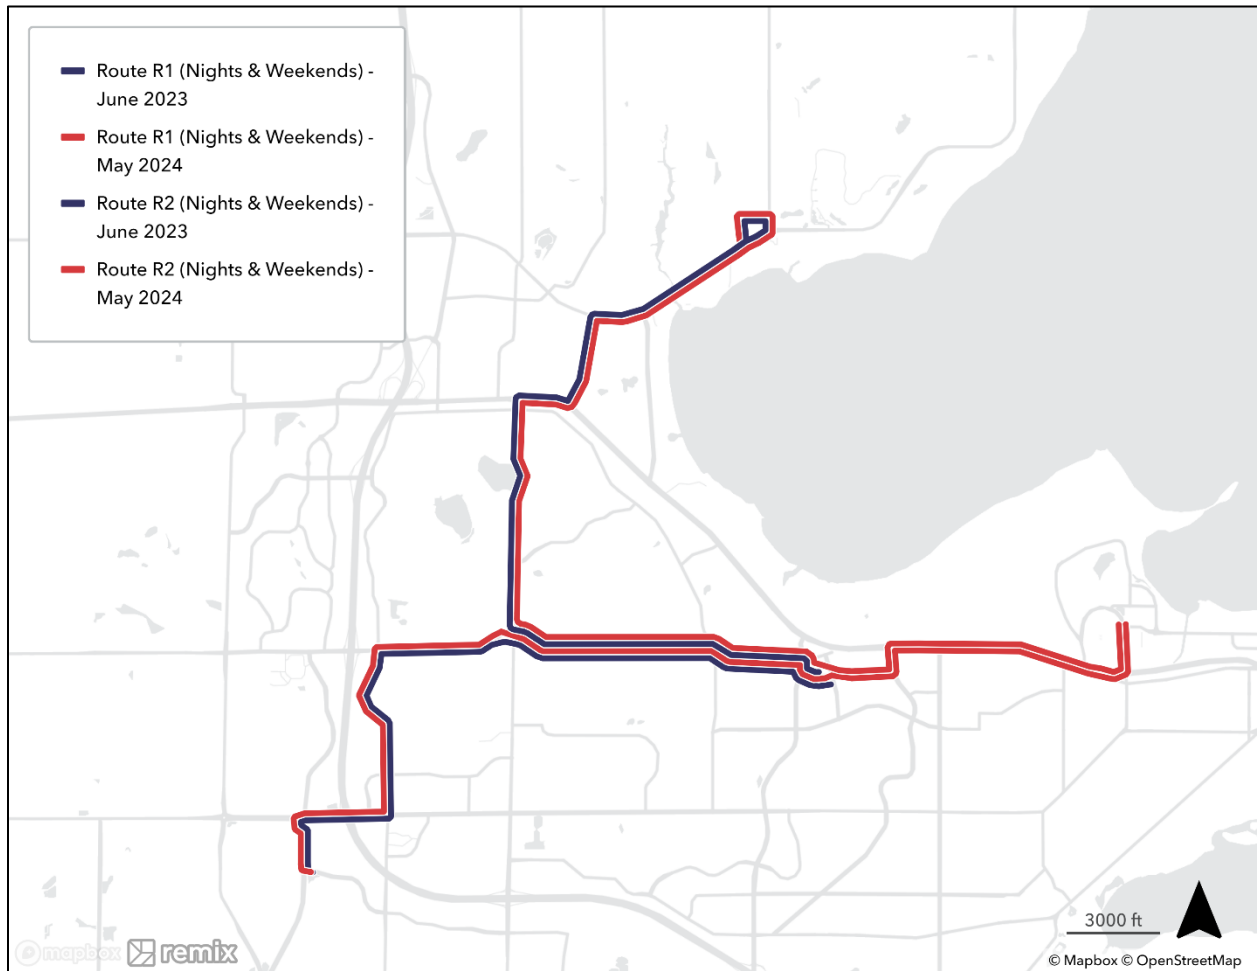 Route R1 (Nights & Weekends) -
June 2023
Route R1 (Nights & Weekends) -
May 2024
Route R2 (Nights & Weekends) -
June 2023
Route R2 (Nights & Weekends) -
May 2024
3000 ft
mapbox
remix
© Mapbox © OpenStreetMap